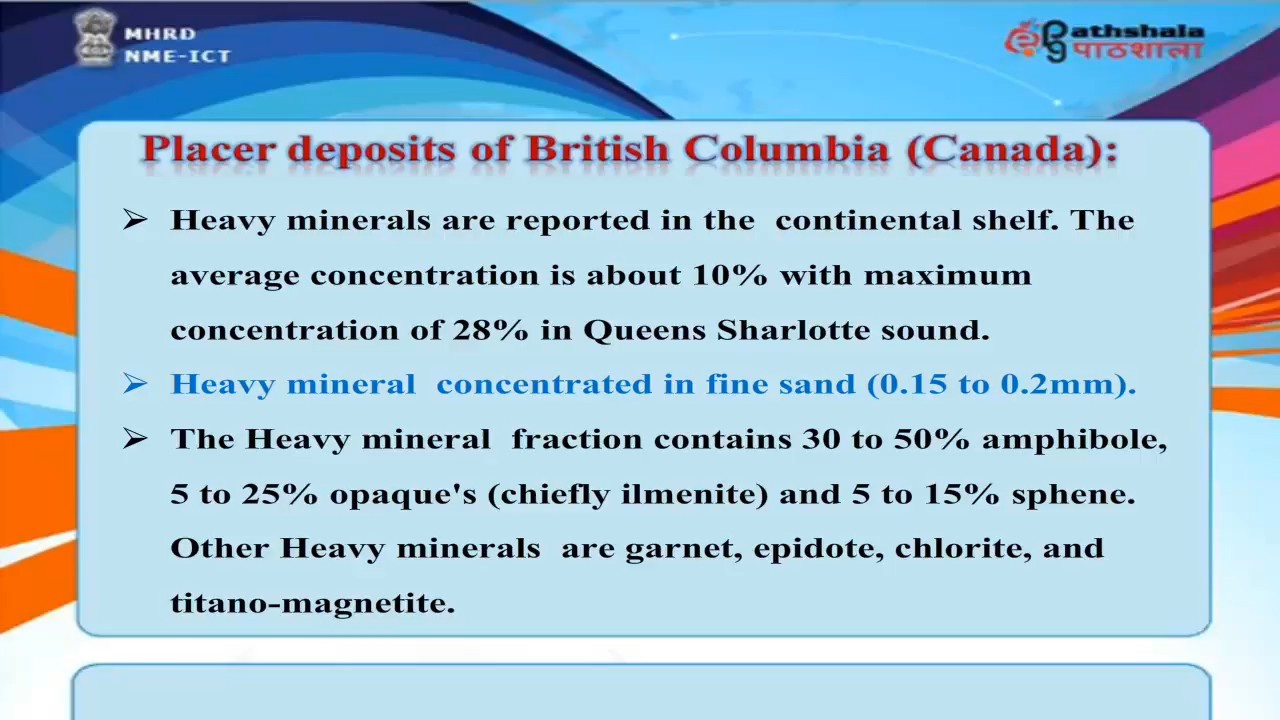 MHRD
NME-ICT
athshala
पाठशाला
Placer deposits of British Columbia (Canada):
➢ Heavy minerals are reported in the continental shelf. The
average concentration is about 10% with maximum
concentration of 28% in Queens Sharlotte sound.
➢ Heavy mineral concentrated in fine sand (0.15 to 0.2mm).
➢ The Heavy mineral fraction contains 30 to 50% amphibole,
5 to 25% opaque's (chiefly ilmenite) and 5 to 15% sphene.
Other Heavy minerals are garnet, epidote, chlorite, and
titano-magnetite.